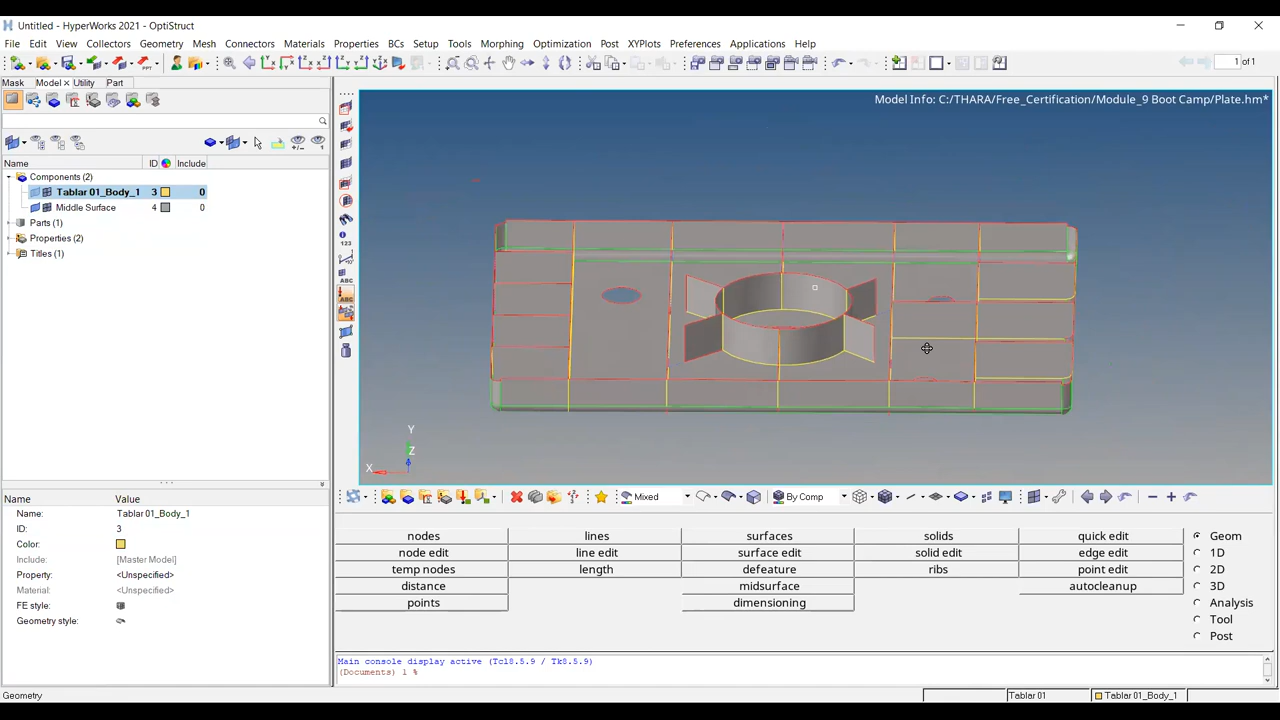 Untitled - HyperWorks 2021 - OptiStruct
File Edit View Collectors Geometry Mesh Connectors Materials Properties BCs Setup Tools Morphing Optimization Post XYPlots Preferences Applications Help
1 of 1
Mask Model Utility Part
Name ID Include
Components (2)
Tablar 01_Body_1 3 0
Middle Surface 4 0
Parts (1)
Properties (2)
Titles (1)
Model Info: C:/THARA/Free_Certification/Module_9 Boot Camp/Plate.hm*
123
ABC
ABC
Y
Z
X
Name Value
Name: Tablar 01_Body_1
ID: 3
Color:
Include: [Master Model]
Property: <Unspecified>
Material: <Unspecified>
FE style:
Geometry style:
Mixed By Comp
nodes lines surfaces solids quick edit Geom
node edit line edit surface edit solid edit edge edit 1D
temp nodes length defeature ribs point edit 2D
distance midsurface autocleanup 3D
points dimensioning Analysis
Tool
Post
Main console display active (Tcl8.5.9 / Tk8.5.9)
(Documents) 1 %
Geometry Tablar 01 Tablar 01_Body_1